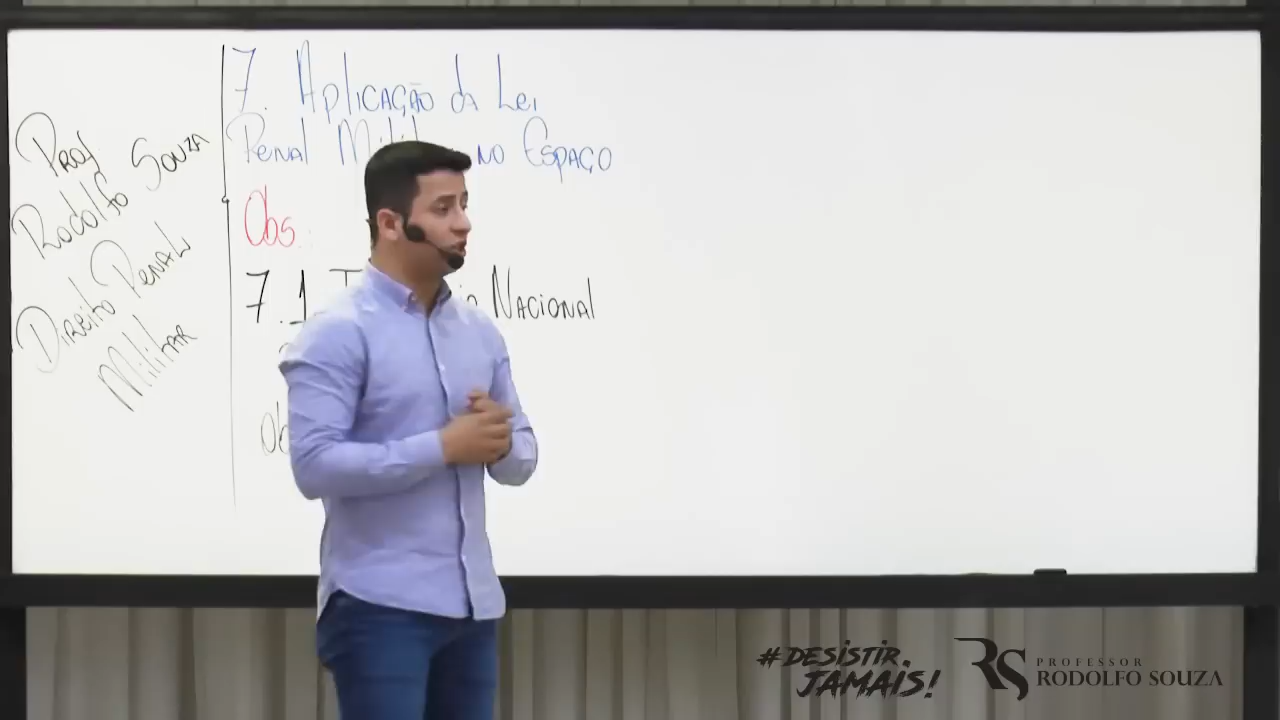 Prof. Rodolfo Souza
Direito Penal
Militar
7. Aplicação da Lei
Penal no Espaço
Obs.:
7.1 Nacional
#DESISTIR
JAMAIS!
RS
PROFESSOR
RODOLFO SOUZA